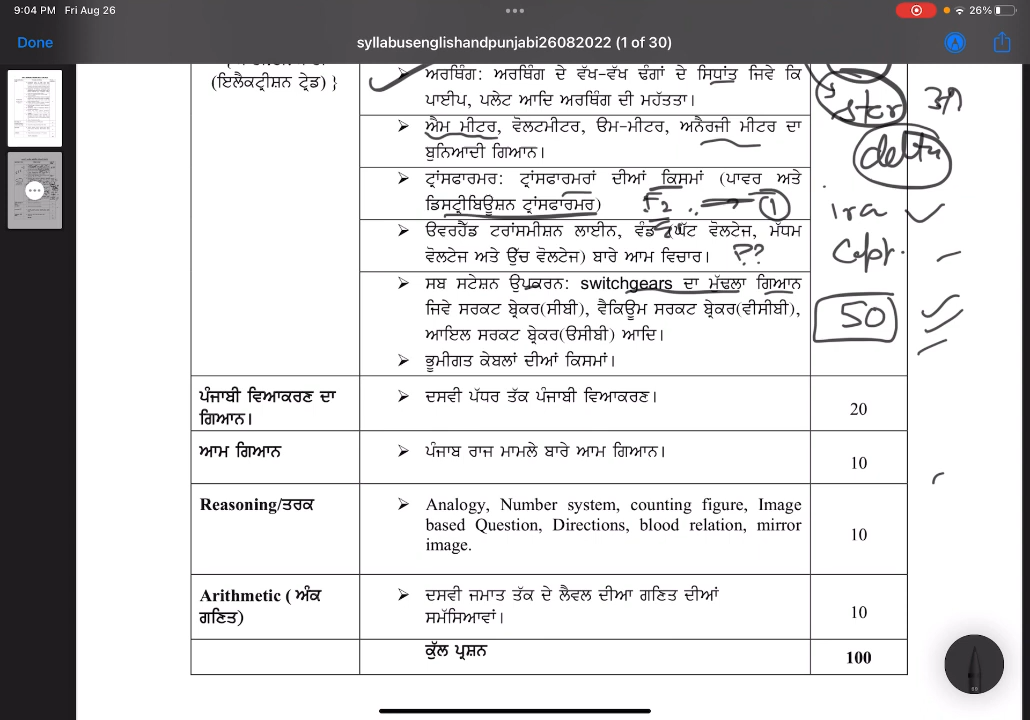 9:04 PM Fri Aug 26
26%
Done
syllabusenglishandpunjabi26082022 (1 of 30)
(ਇਲੈਕਟ੍ਰੀਸ਼ਨ ਟ੍ਰੇਡ) }
➢ ਅਰਥਿੰਗ: ਅਰਥਿੰਗ ਦੇ ਵੱਖ-ਵੱਖ ਢੰਗਾਂ ਦੇ ਸਿਧਾਂਤ ਜਿਵੇ ਕਿ
ਪਾਈਪ, ਪਲੇਟ ਆਦਿ ਅਰਥਿੰਗ ਦੀ ਮਹੱਤਤਾ।
➢ ਐਮ ਮੀਟਰ, ਵੋਲਟਮੀਟਰ, ਓਮ-ਮੀਟਰ, ਅਨੈਰਜੀ ਮੀਟਰ ਦਾ
ਬੁਨਿਆਦੀ ਗਿਆਨ।
➢ ਟ੍ਰਾਂਸਫਾਰਮਰ: ਟ੍ਰਾਂਸਫਾਰਮਰਾਂ ਦੀਆਂ ਕਿਸਮਾਂ (ਪਾਵਰ ਅਤੇ
ਡਿਸਟ੍ਰੀਬਿਊਸ਼ਨ ਟ੍ਰਾਂਸਫਾਰਮਰ)
➢ ਓਵਰਹੈੱਡ ਟਰਾਂਸਮੀਸ਼ਨ ਲਾਈਨ, ਵੰਡ ਘੱਟ ਵੋਲਟੇਜ, ਮੱਧਮ
ਵੋਲਟੇਜ ਅਤੇ ਉੱਚ ਵੋਲਟੇਜ) ਬਾਰੇ ਆਮ ਵਿਚਾਰ।
??
➢ ਸਬ ਸਟੇਸ਼ਨ ਉਪਕਰਨ: switchgears ਦਾ ਮੁੱਢਲਾ ਗਿਆਨ
ਜਿਵੇ ਸਰਕਟ ਬ੍ਰੇਕਰ(ਸੀਬੀ), ਵੈਕਿਊਮ ਸਰਕਟ ਬ੍ਰੇਕਰ(ਵੀਸੀਬੀ),
ਆਇਲ ਸਰਕਟ ਬ੍ਰੇਕਰ(ਓਸੀਬੀ) ਆਦਿ।
➢ ਭੂਮੀਗਤ ਕੇਬਲਾਂ ਦੀਆਂ ਕਿਸਮਾਂ।
star
delta
50
ਪੰਜਾਬੀ ਵਿਆਕਰਣ ਦਾ
ਗਿਆਨ।
➢ ਦਸਵੀ ਪੱਧਰ ਤੱਕ ਪੰਜਾਬੀ ਵਿਆਕਰਣ।
20
ਆਮ ਗਿਆਨ
➢ ਪੰਜਾਬ ਰਾਜ ਮਾਮਲੇ ਬਾਰੇ ਆਮ ਗਿਆਨ।
10
Reasoning/ਤਰਕ
➢ Analogy, Number system, counting figure, Image
based Question, Directions, blood relation, mirror
image.
10
Arithmetic ( ਅੰਕ
ਗਣਿਤ)
➢ ਦਸਵੀ ਜਮਾਤ ਤੱਕ ਦੇ ਲੈਵਲ ਦੀਆ ਗਣਿਤ ਦੀਆਂ
ਸਮੱਸਿਆਵਾਂ।
10
ਕੁੱਲ ਪ੍ਰਸ਼ਨ
100